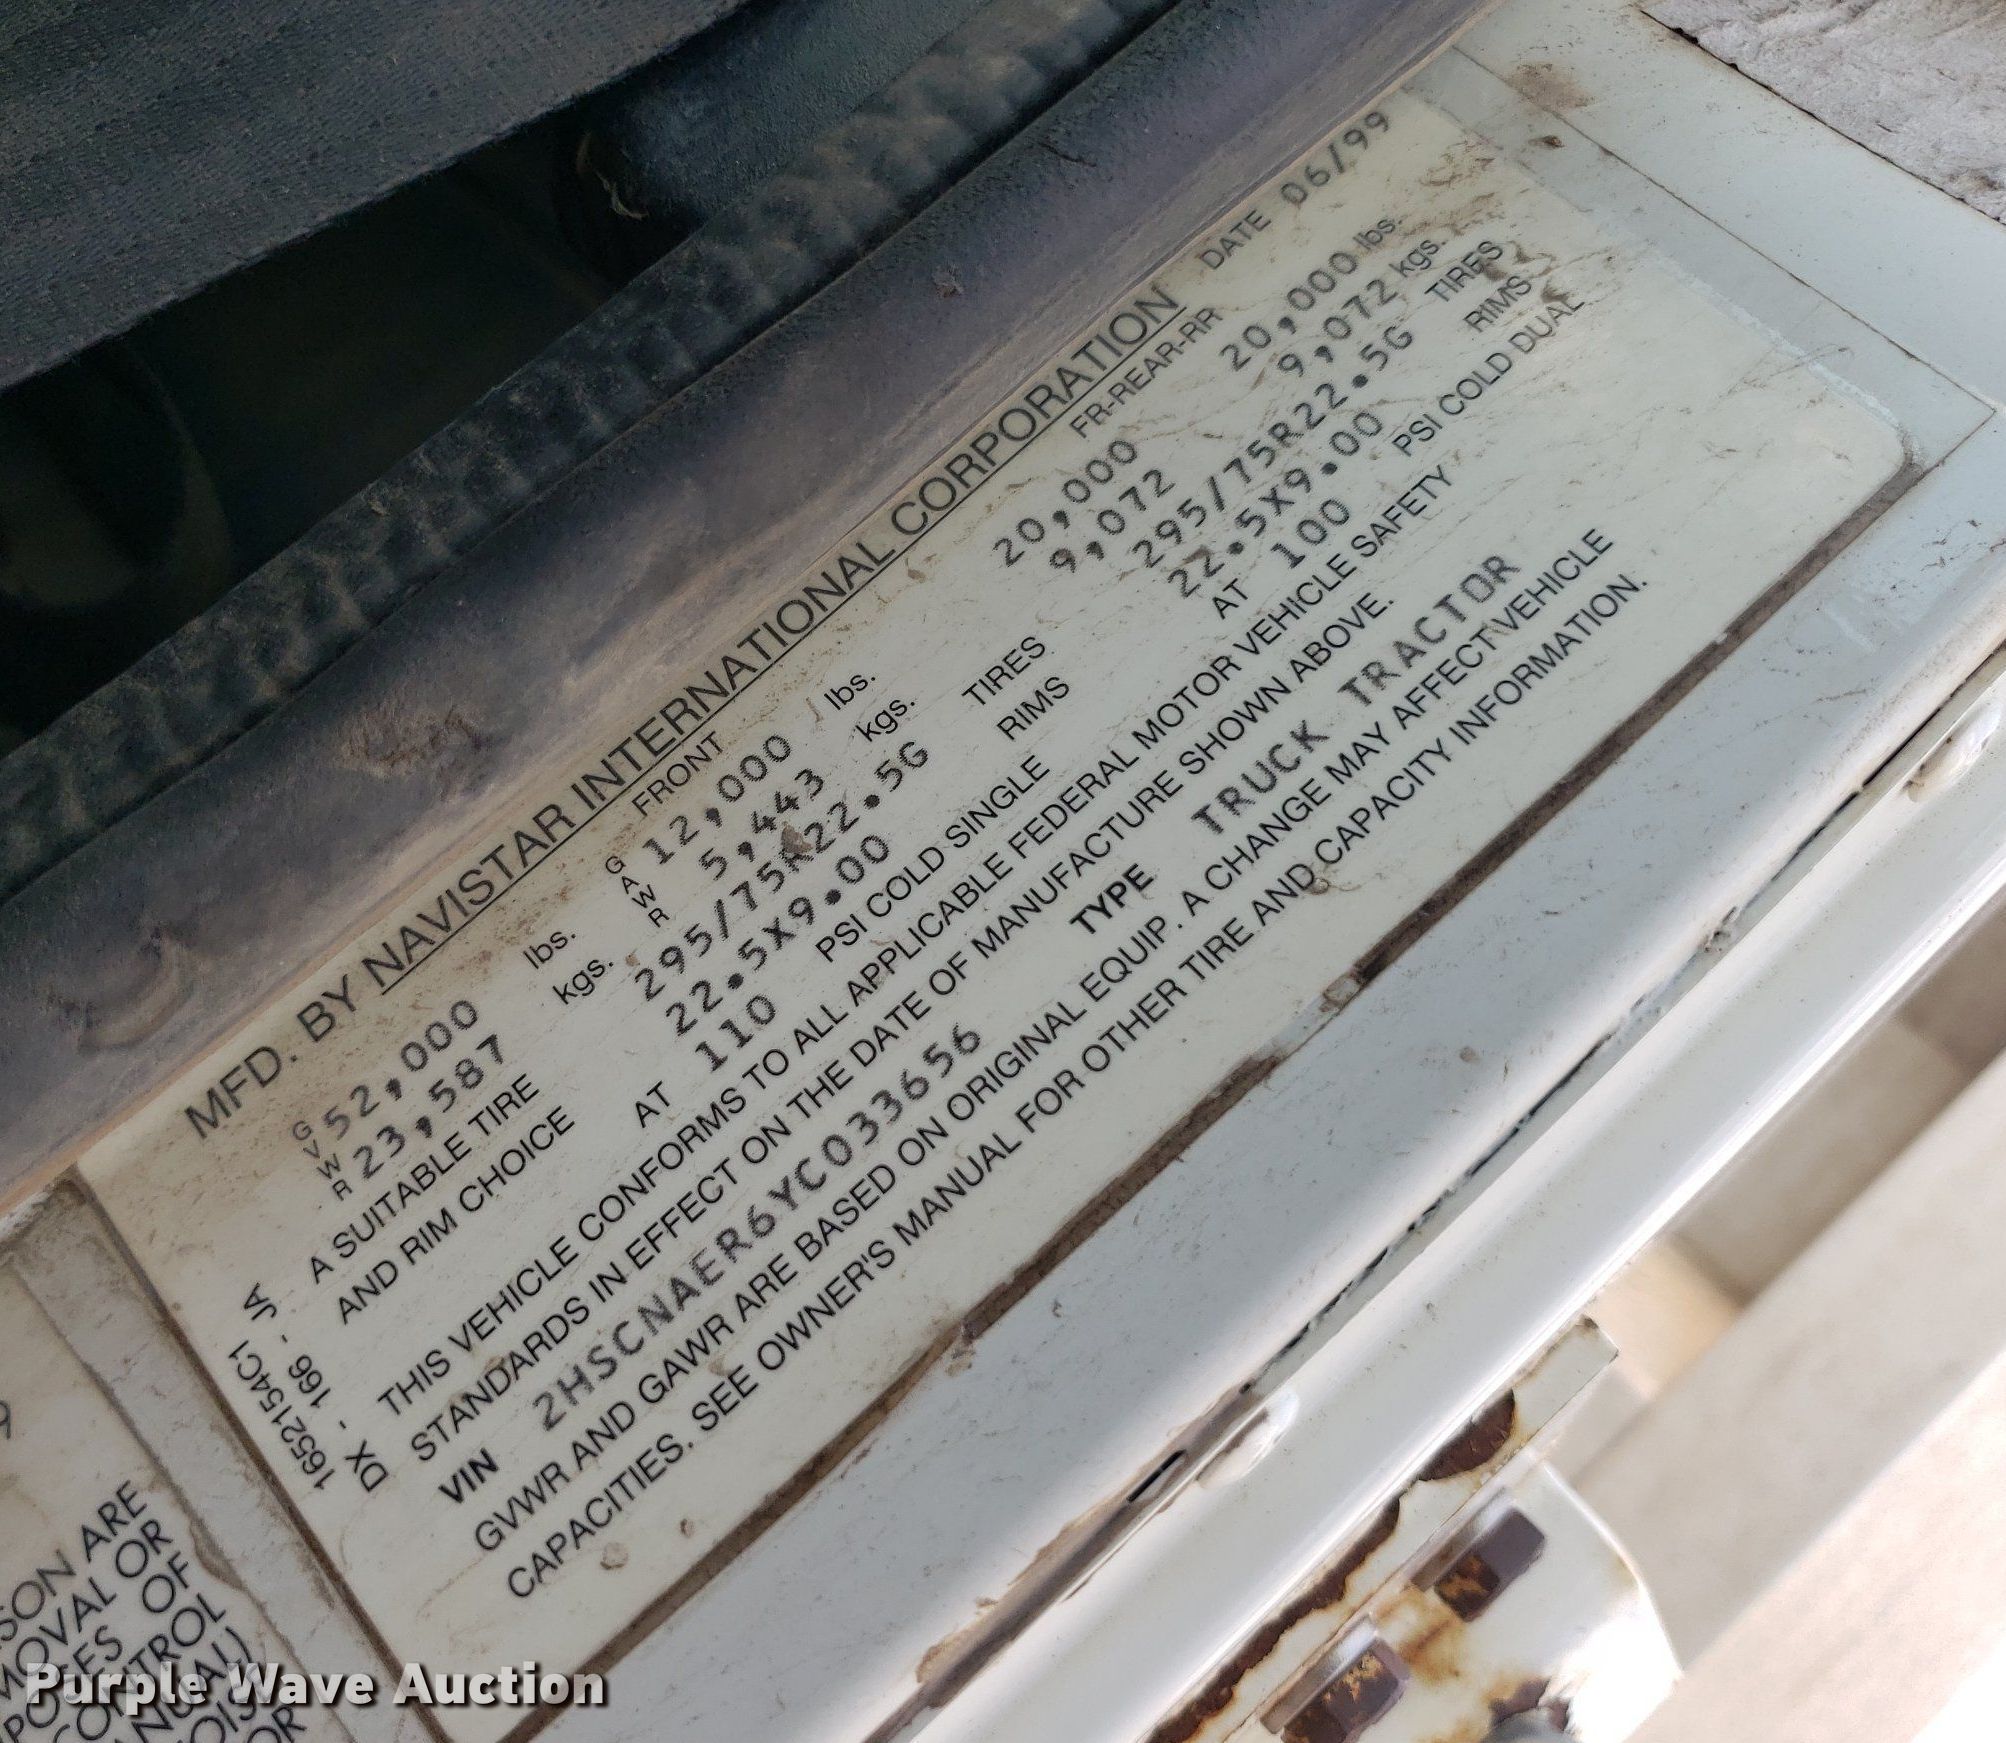 MFD. BY NAVISTAR INTERNATIONAL CORPORATION DATE 06/99
FRONT FR-REAR-RR
GVWR 52,000 lbs. GAWR 12,000 lbs. 20,000 20,000 lbs.
23,587 kgs. 5,443 kgs. 9,072 9,072 kgs.
A SUITABLE TIRE 295/75R22.5G TIRES 295/75R22.5G TIRES
AND RIM CHOICE 22.5X9.00 RIMS 22.5X9.00 RIMS
AT 110 PSI COLD SINGLE AT 100 PSI COLD DUAL
THIS VEHICLE CONFORMS TO ALL APPLICABLE FEDERAL MOTOR VEHICLE SAFETY
STANDARDS IN EFFECT ON THE DATE OF MANUFACTURE SHOWN ABOVE.
VIN 2HSCNAER6YC033656 TYPE TRUCK TRACTOR
GVWR AND GAWR ARE BASED ON ORIGINAL EQUIP. A CHANGE MAY AFFECT VEHICLE
CAPACITIES. SEE OWNER'S MANUAL FOR OTHER TIRE AND CAPACITY INFORMATION.
1652154C1 JA
DX - 166 -
ARE
OR
OF
CONTROL
Purple Wave Auction